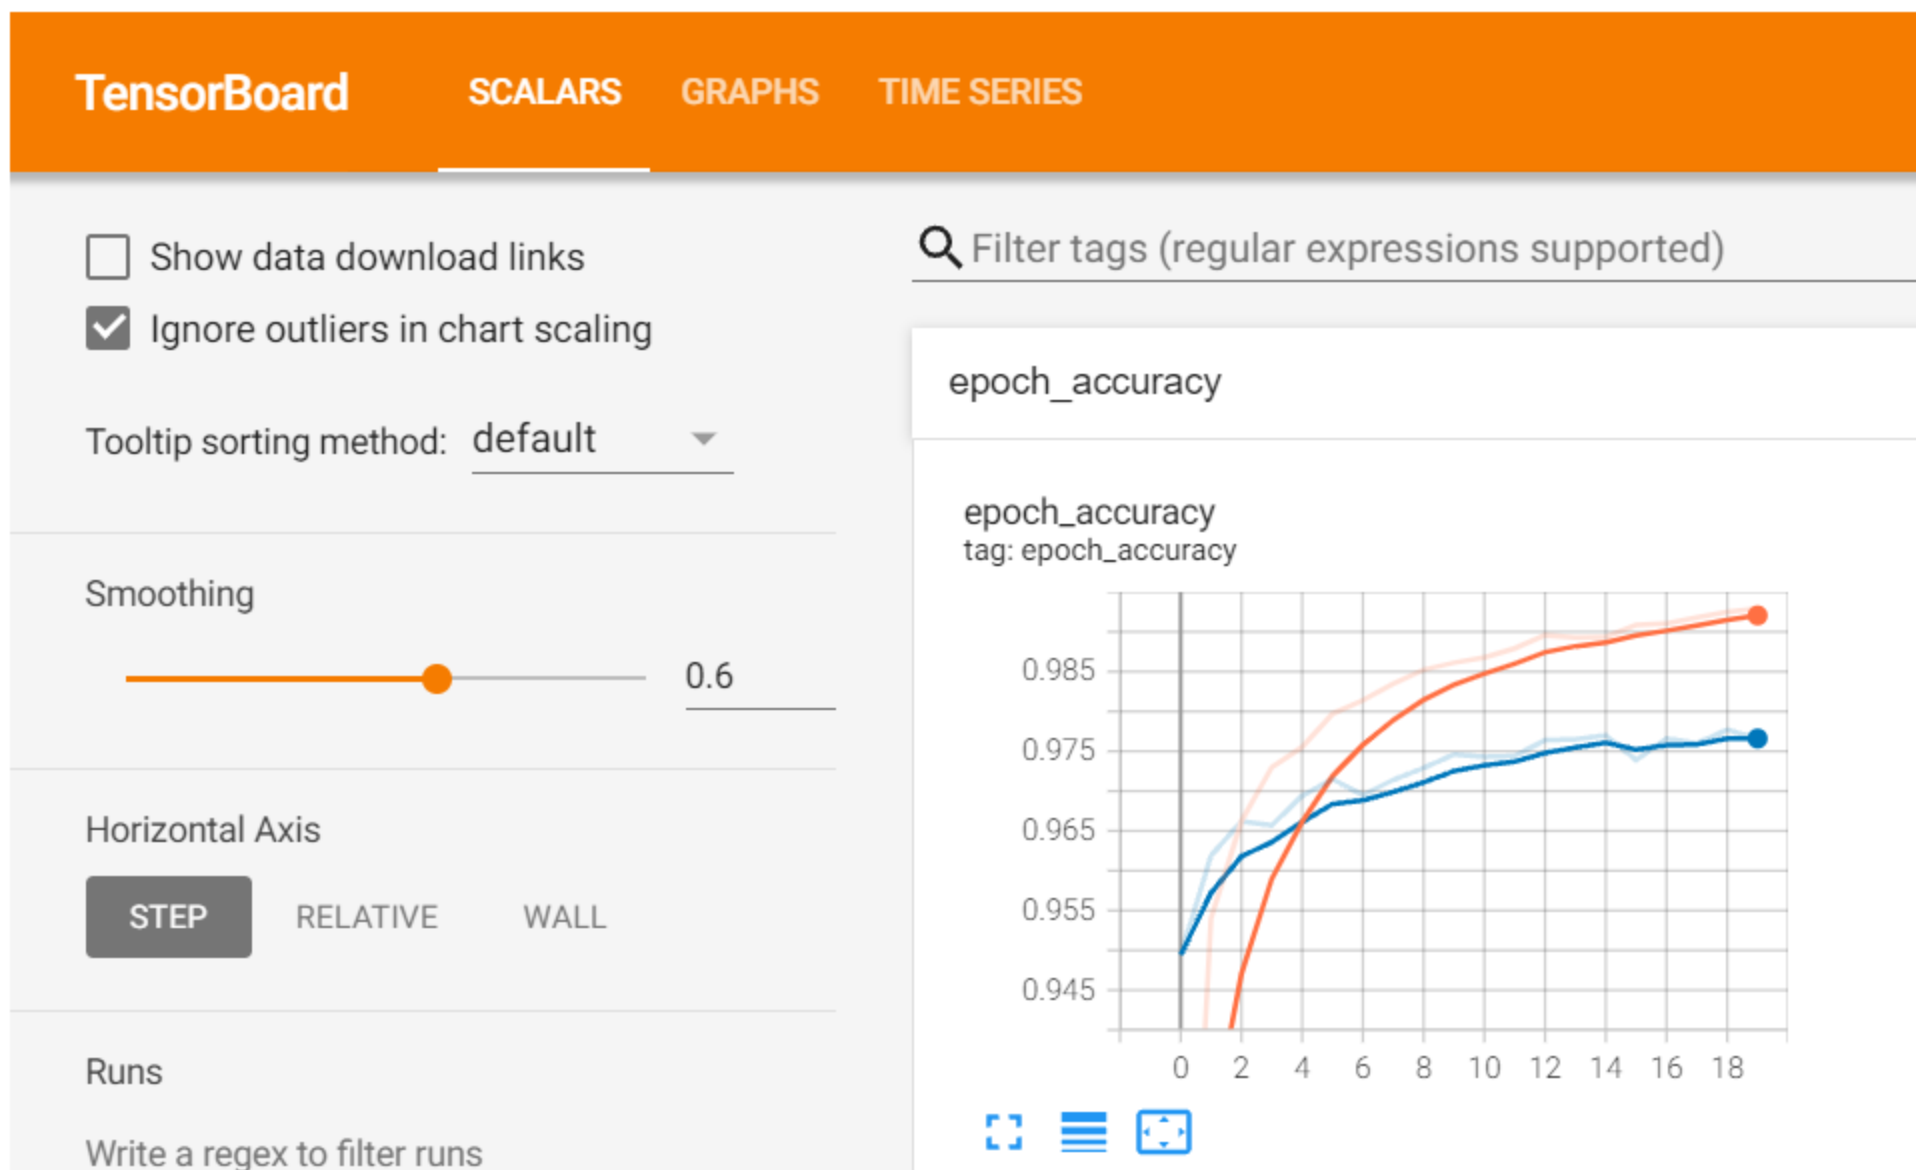 TensorBoard SCALARS GRAPHS TIME SERIES
Show data download links
Ignore outliers in chart scaling
Tooltip sorting method: default
Smoothing
0.6
Horizontal Axis
STEP RELATIVE WALL
Runs
Write a regex to filter runs
Filter tags (regular expressions supported)
epoch_accuracy
epoch_accuracy
tag: epoch_accuracy
0.985
0.975
0.965
0.955
0.945
0 2 4 6 8 10 12 14 16 18